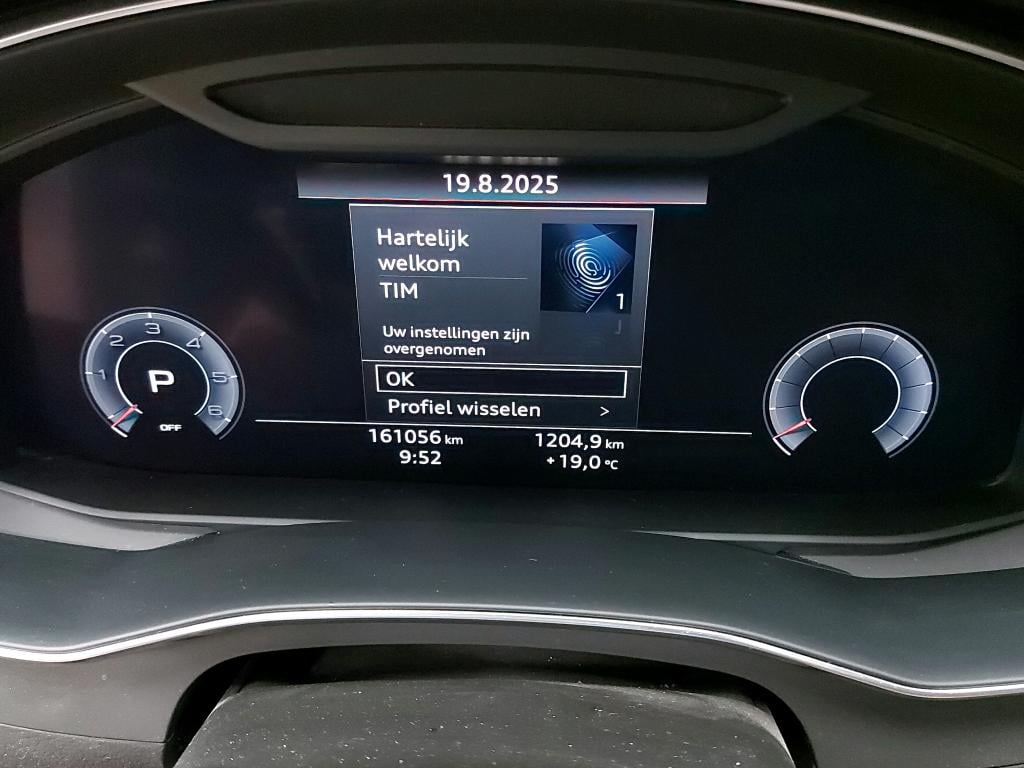 19.8.2025
Hartelijk
welkom
TIM
1
Uw instellingen zijn
overgenomen
OK
Profiel wisselen >
1 2 3 4 5 6
P
OFF
161056 km 1204,9 km
9:52 +19,0 °C